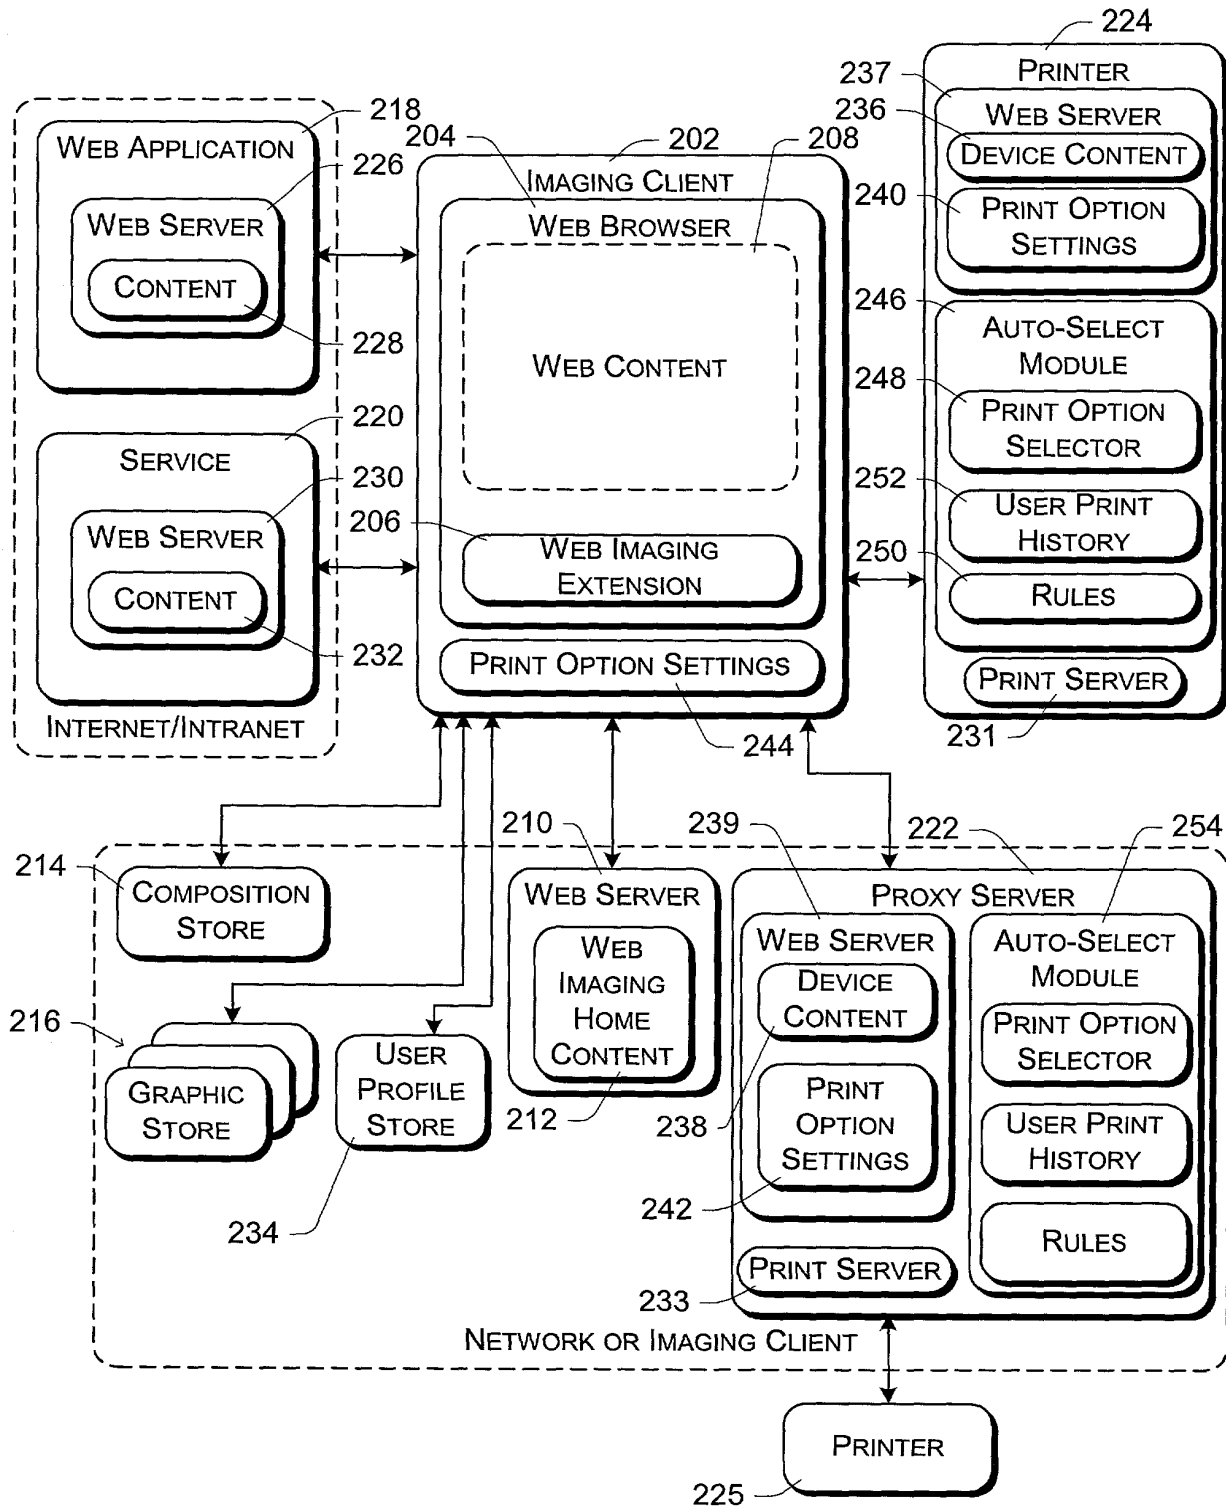 224
PRINTER
237
WEB SERVER
236
DEVICE CONTENT
240
PRINT OPTION
SETTINGS
246
AUTO-SELECT
MODULE
248
PRINT OPTION
SELECTOR
252
USER PRINT
HISTORY
250
RULES
PRINT SERVER
231
218
WEB APPLICATION
226
WEB SERVER
CONTENT
228
220
SERVICE
230
WEB SERVER
CONTENT
232
INTERNET/INTRANET
204
202
208
IMAGING CLIENT
WEB BROWSER
WEB CONTENT
206
WEB IMAGING
EXTENSION
PRINT OPTION SETTINGS
244
214
COMPOSITION
STORE
216
GRAPHIC
STORE
USER
PROFILE
STORE
234
210
WEB SERVER
WEB
IMAGING
HOME
CONTENT
212
239
222
254
PROXY SERVER
WEB SERVER
DEVICE
CONTENT
238
PRINT
OPTION
SETTINGS
242
PRINT SERVER
233
AUTO-SELECT
MODULE
PRINT OPTION
SELECTOR
USER PRINT
HISTORY
RULES
NETWORK OR IMAGING CLIENT
PRINTER
225